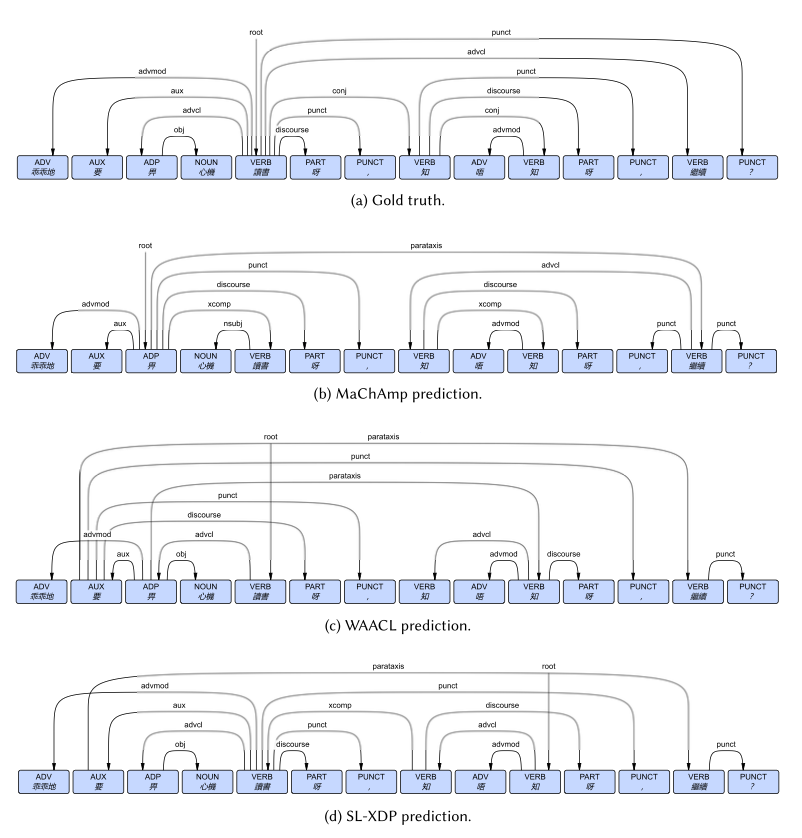 root punct
advcl
advmod punct
aux conj discourse
advcl punct conj
obj discourse advmod
ADV AUX ADP NOUN VERB PART PUNCT VERB ADV VERB PART PUNCT VERB PUNCT
乖乖地 要 畀 心機 讀書 呀 , 知 唔 知 呀 , 繼續 ?
(a) Gold truth.
root parataxis
punct advcl
discourse discourse
advmod xcomp xcomp
aux nsubj advmod punct punct
ADV AUX ADP NOUN VERB PART PUNCT VERB ADV VERB PART PUNCT VERB PUNCT
乖乖地 要 畀 心機 讀書 呀 , 知 唔 知 呀 , 繼續 ?
(b) MaChAmp prediction.
root parataxis
punct
parataxis
punct
discourse
advmod advcl advcl
aux obj advmod discourse punct
ADV AUX ADP NOUN VERB PART PUNCT VERB ADV VERB PART PUNCT VERB PUNCT
乖乖地 要 畀 心機 讀書 呀 , 知 唔 知 呀 , 繼續 ?
(c) WAACL prediction.
parataxis root
advmod punct
aux xcomp discourse
advcl punct advcl
obj discourse advmod punct
ADV AUX ADP NOUN VERB PART PUNCT VERB ADV VERB PART PUNCT VERB PUNCT
乖乖地 要 畀 心機 讀書 呀 , 知 唔 知 呀 , 繼續 ?
(d) SL-XDP prediction.